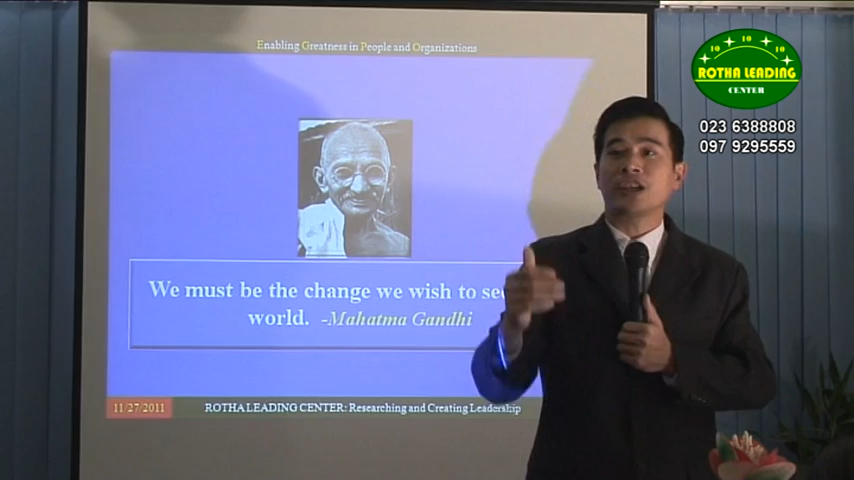 Enabling Greatness in People and Organizations
ROTHA LEADING
CENTER
10 10 10
023 6388808
097 9295559
We must be the change we wish to
world. -Mahatma Gandhi
11/27/2011 ROTHA LEADING CENTER: Researching and Creating Leadership